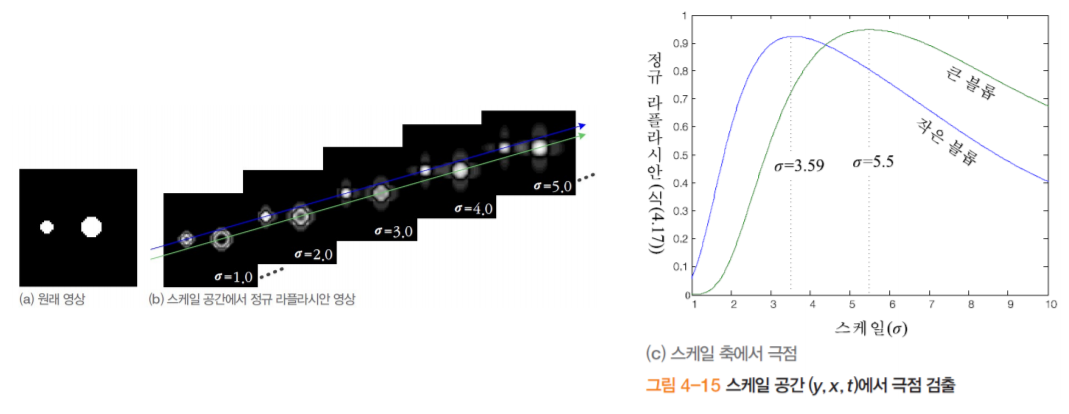 (a) 원래 영상
σ=1.0
σ=2.0
σ=3.0
σ=4.0
σ=5.0
(b) 스케일 공간에서 정규 라플라시안 영상
정규 라플라시안 (식(4.17))
1
0.9
0.8
0.7
0.6
0.5
0.4
0.3
0.2
0.1
0
큰 블롭
작은 블롭
σ=3.59
σ=5.5
1 2 3 4 5 6 7 8 9 10
스케일(σ)
(c) 스케일 축에서 극점
그림 4-15 스케일 공간 (y, x, t)에서 극점 검출